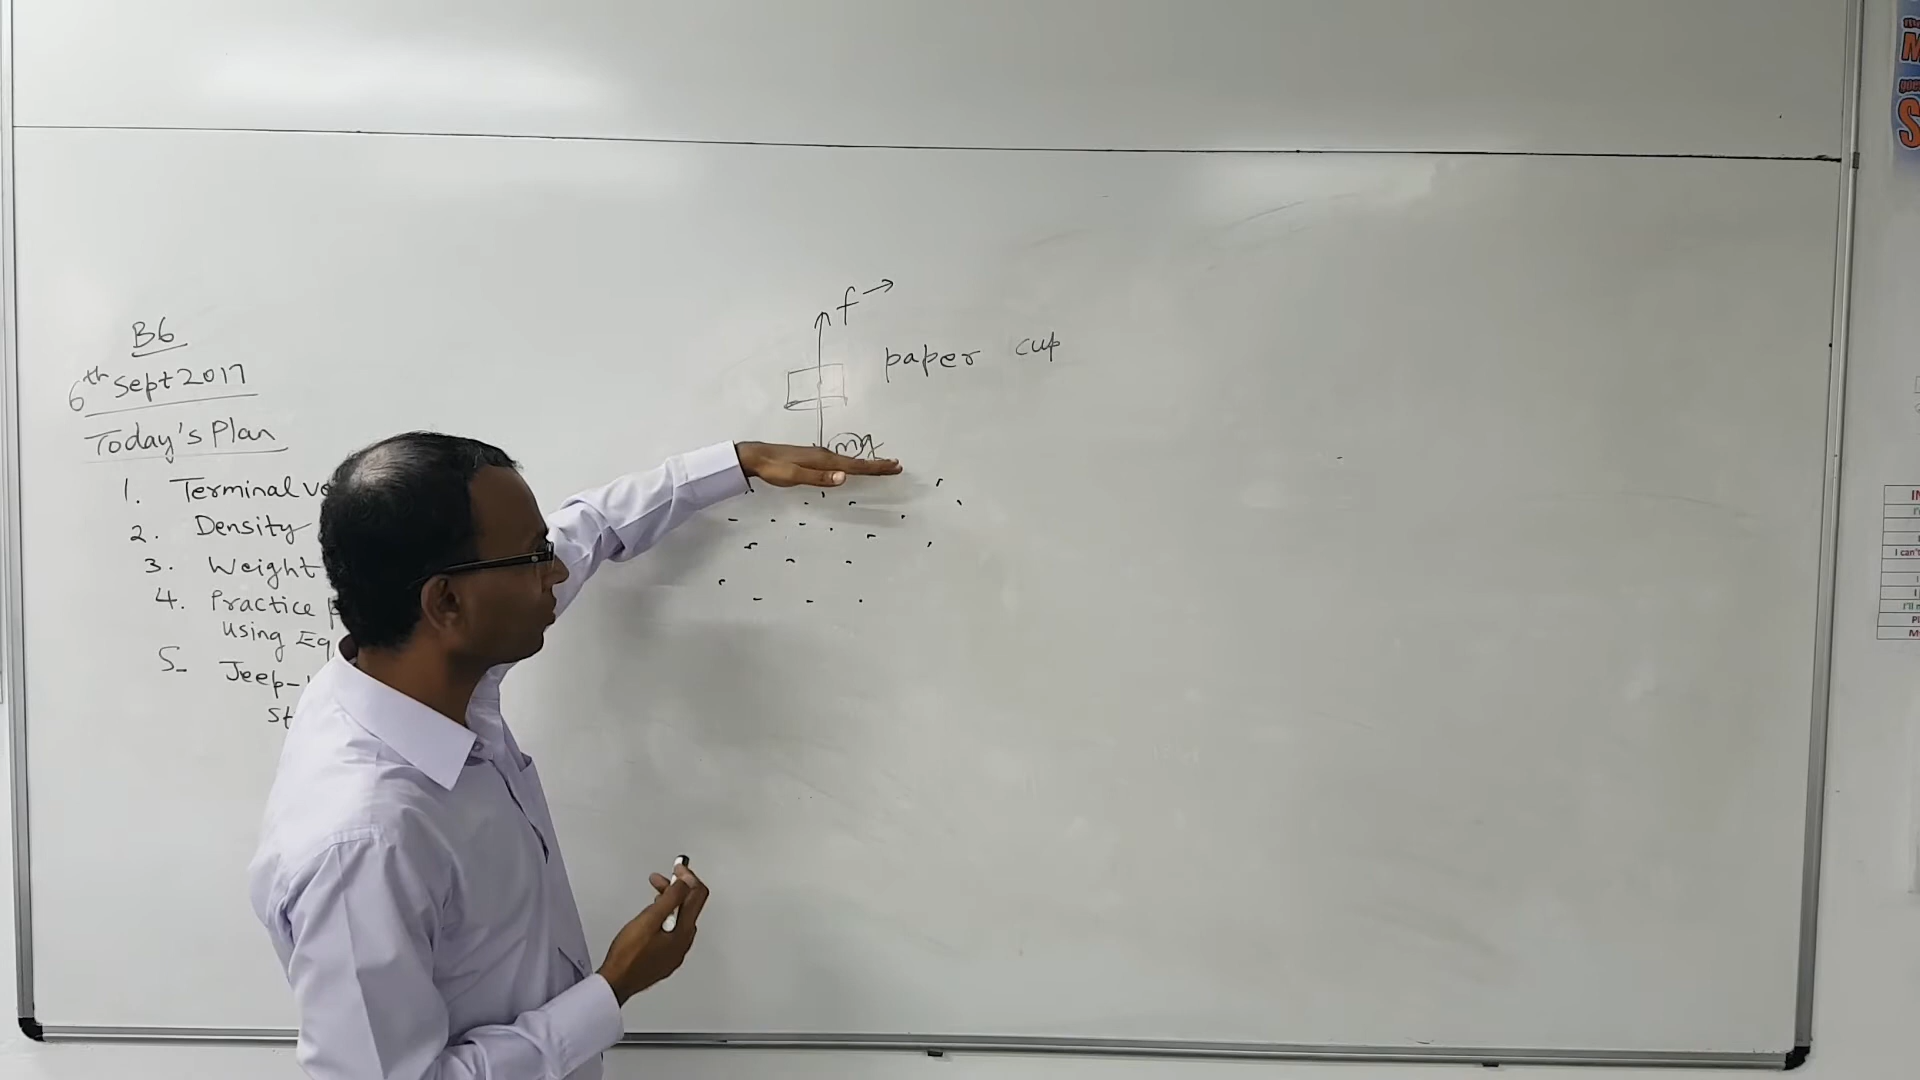 B6
6th Sept 2017
Today's Plan
1. Terminal
2. Density
3. Weight
4. Practice
using
5_ Jeep-
f →
paper cup
mg